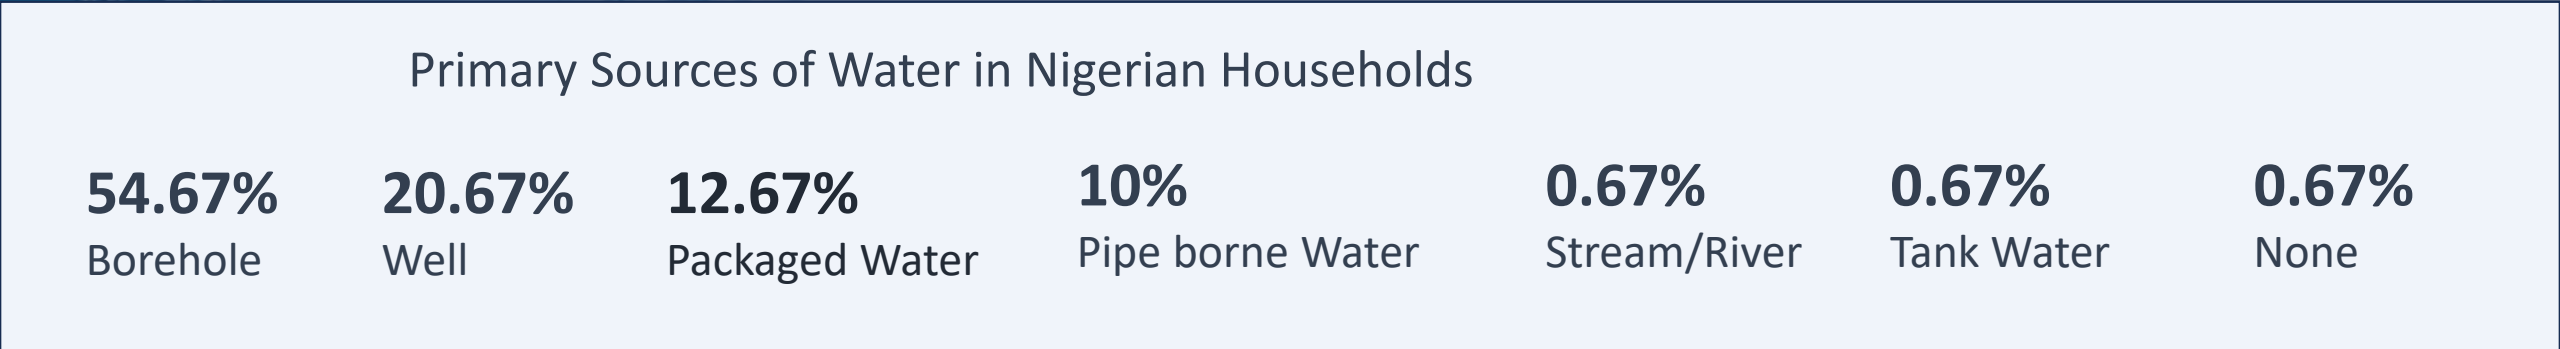 Primary Sources of Water in Nigerian Households
54.67%
Borehole
20.67%
Well
12.67%
Packaged Water
10%
Pipe borne Water
0.67%
Stream/River
0.67%
Tank Water
0.67%
None